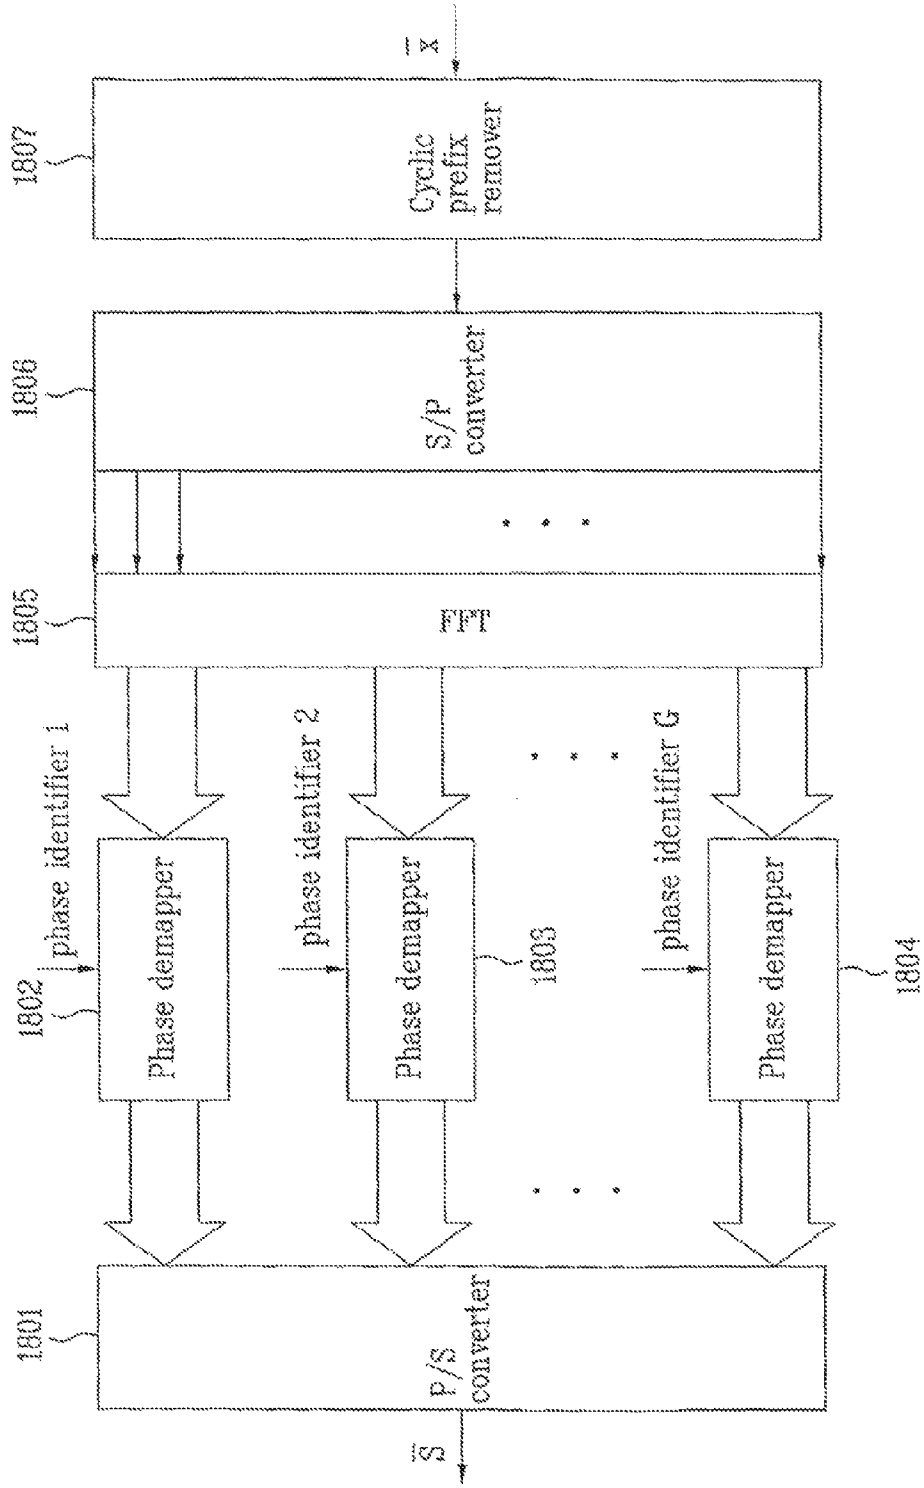 x̅
1807
Cyclic
prefix
remover
1806
S/P
converter
1805
FFT
phase identifier 1
phase identifier 2
phase identifier G
1802
Phase demapper
Phase demapper
1803
Phase demapper
1804
1801
P/S
converter
S̅